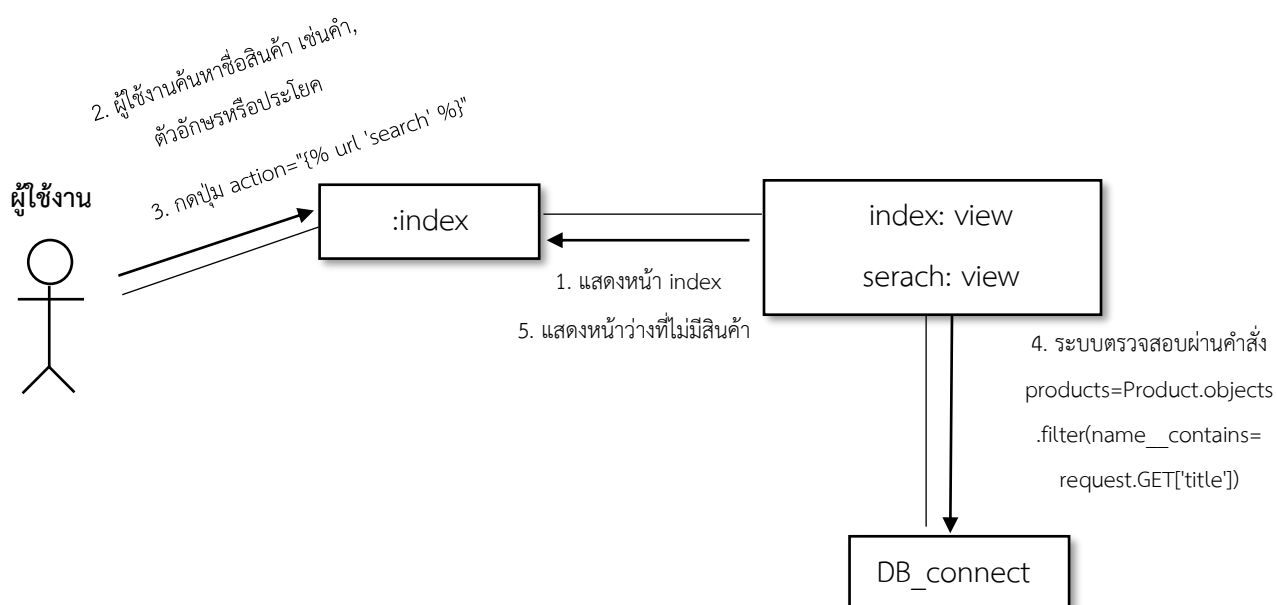 2. ผู้ใช้งานค้นหาชื่อสินค้า เช่นคำ,
ตัวอักษรหรือประโยค
3. กดปุ่ม action="{% url 'search' %}"
ผู้ใช้งาน
:index
index: view
serach: view
1. แสดงหน้า index
5. แสดงหน้าว่างที่ไม่มีสินค้า
4. ระบบตรวจสอบผ่านคำสั่ง
products=Product.objects
.filter(name__contains=
request.GET['title'])
DB_connect